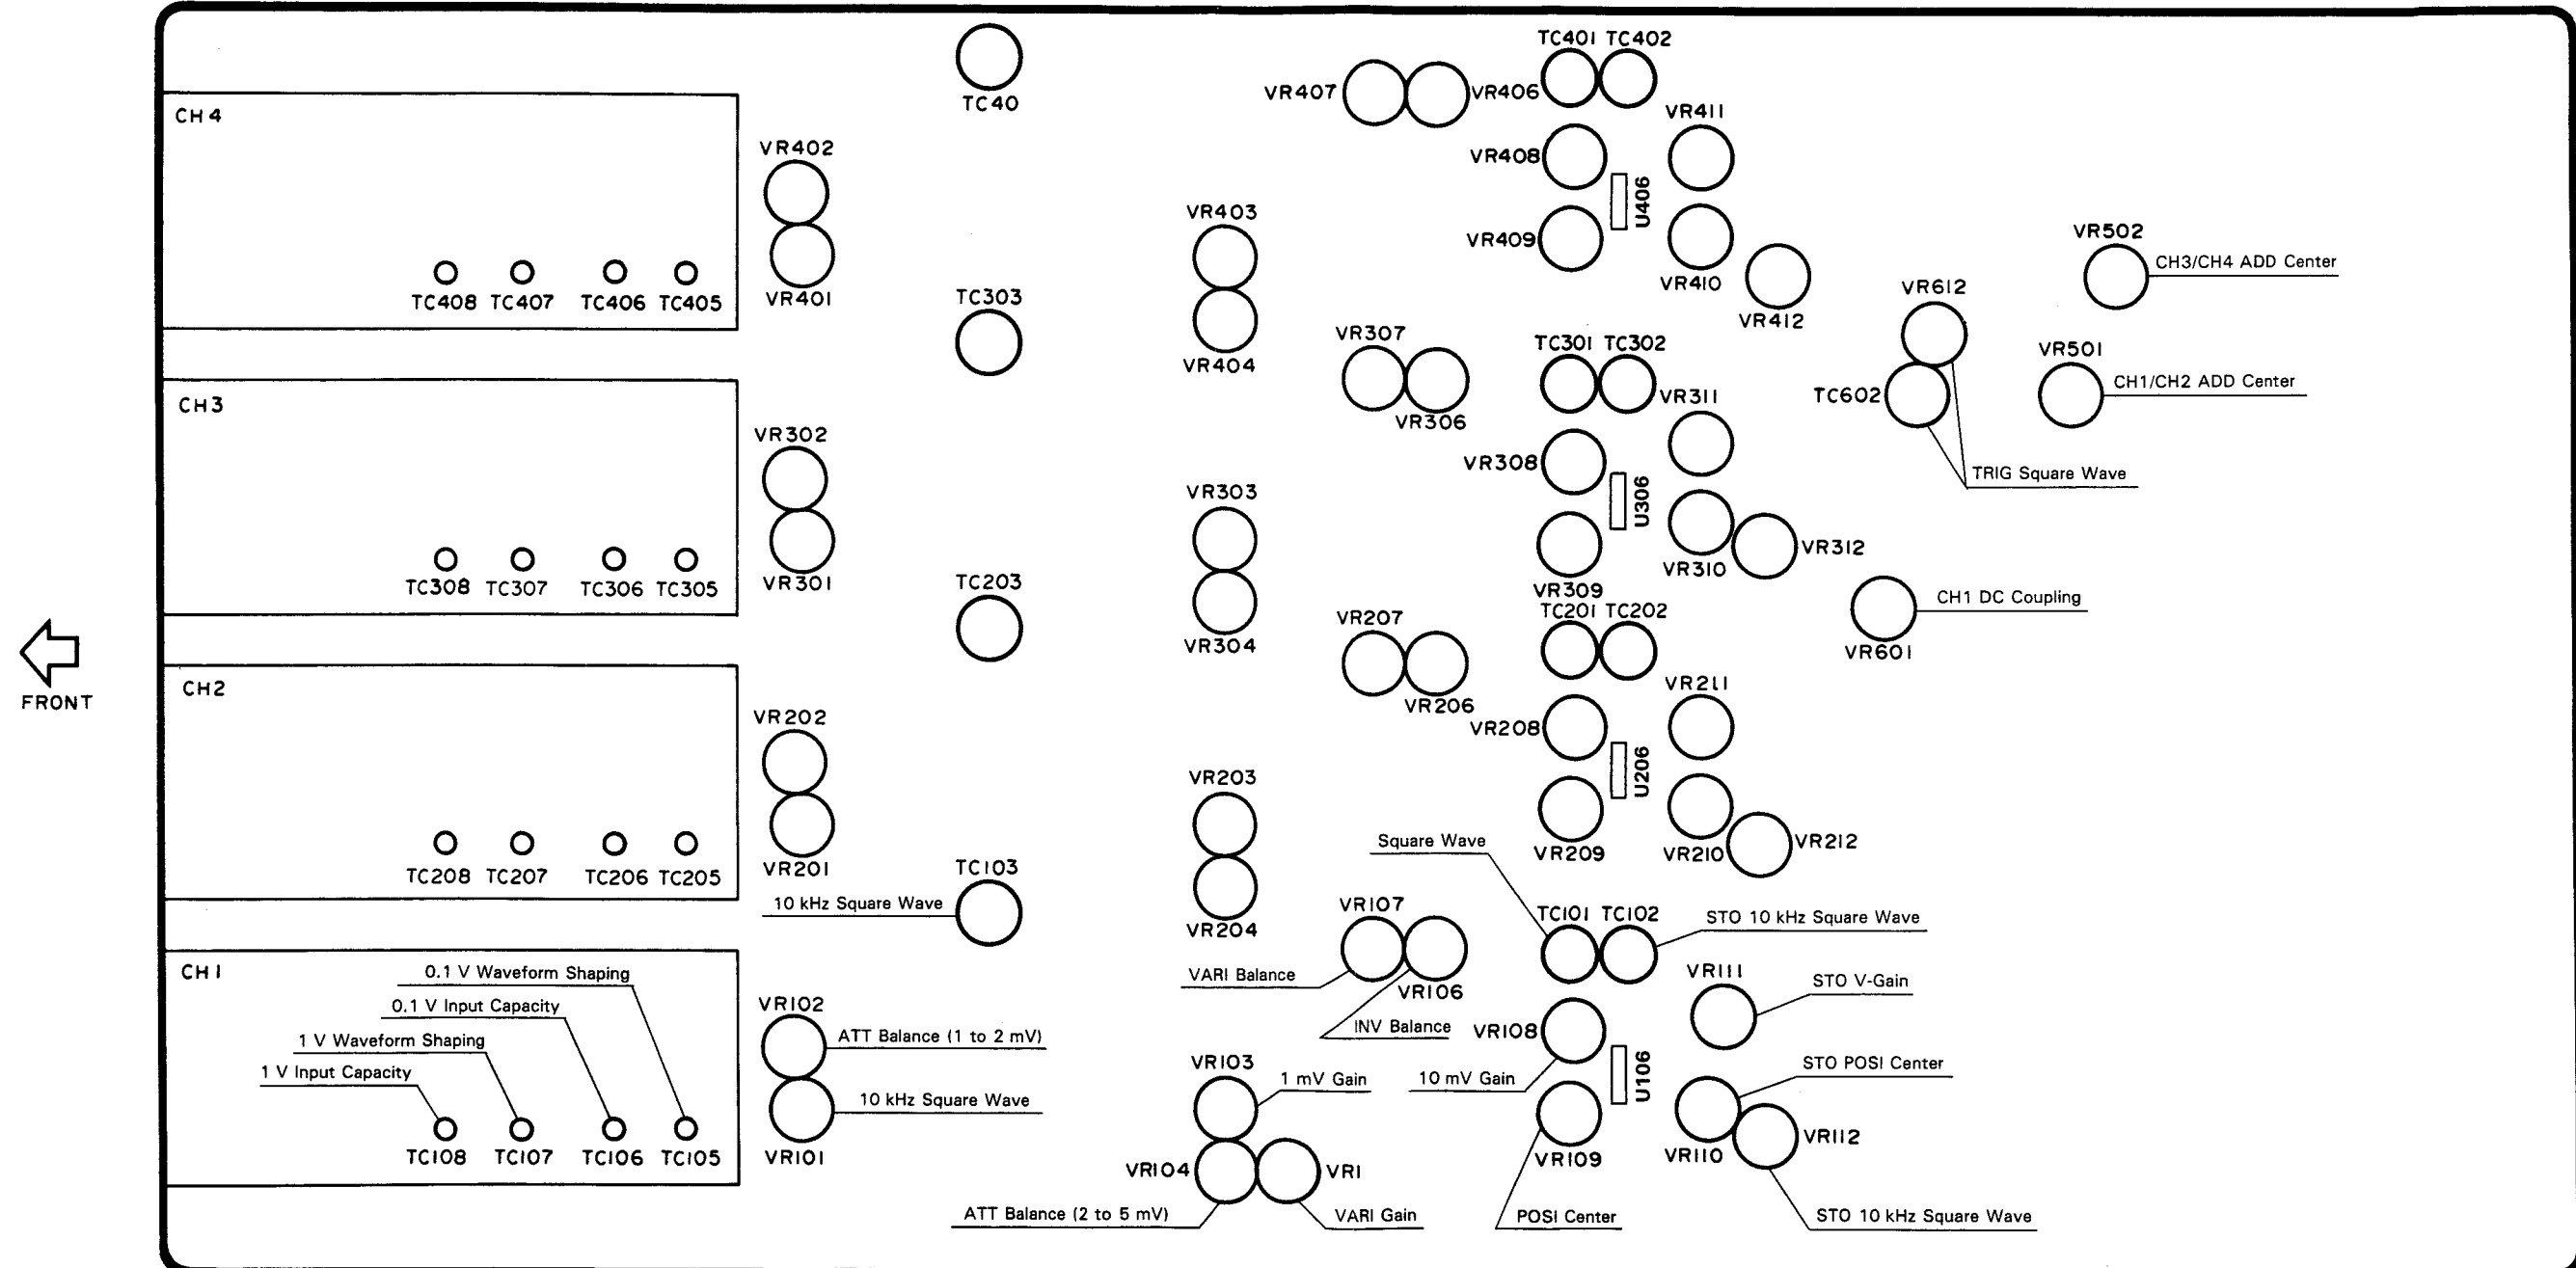 TC401 TC402
TC40
VR407
VR406
VR411
CH4
VR402
VR408
U406
VR403
VR409
VR502
CH3/CH4 ADD Center
VR410
VR612
TC408 TC407 TC406 TC405
VR401
TC303
VR412
VR307
TC301 TC302
VR501
VR404
CH1/CH2 ADD Center
VR311
TC602
CH3
VR306
VR302
VR308
TRIG Square Wave
VR303
U306
VR312
VR310
TC308 TC307 TC306 TC305
VR301
TC203
VR309
CH1 DC Coupling
TC201 TC202
VR207
VR304
VR601
CH2
FRONT
VR211
VR206
VR202
VR208
VR203
U206
Square Wave
VR209
VR210
VR212
TC208 TC207 TC206 TC205
VR201
TC103
10 kHz Square Wave
VR107
TC101 TC102
STO 10 kHz Square Wave
VR204
CH1
0.1 V Waveform Shaping
VARI Balance
VR111
STO V-Gain
VR106
0.1 V Input Capacity
VR102
INV Balance
VR108
ATT Balance (1 to 2 mV)
1 V Waveform Shaping
VR103
STO POSI Center
1 V Input Capacity
1 mV Gain
10 mV Gain
U106
10 kHz Square Wave
VR112
TC108 TC107 TC106 TC105
VR101
VR109
VR110
VR104
VR1
ATT Balance (2 to 5 mV)
VARI Gain
POSI Center
STO 10 kHz Square Wave